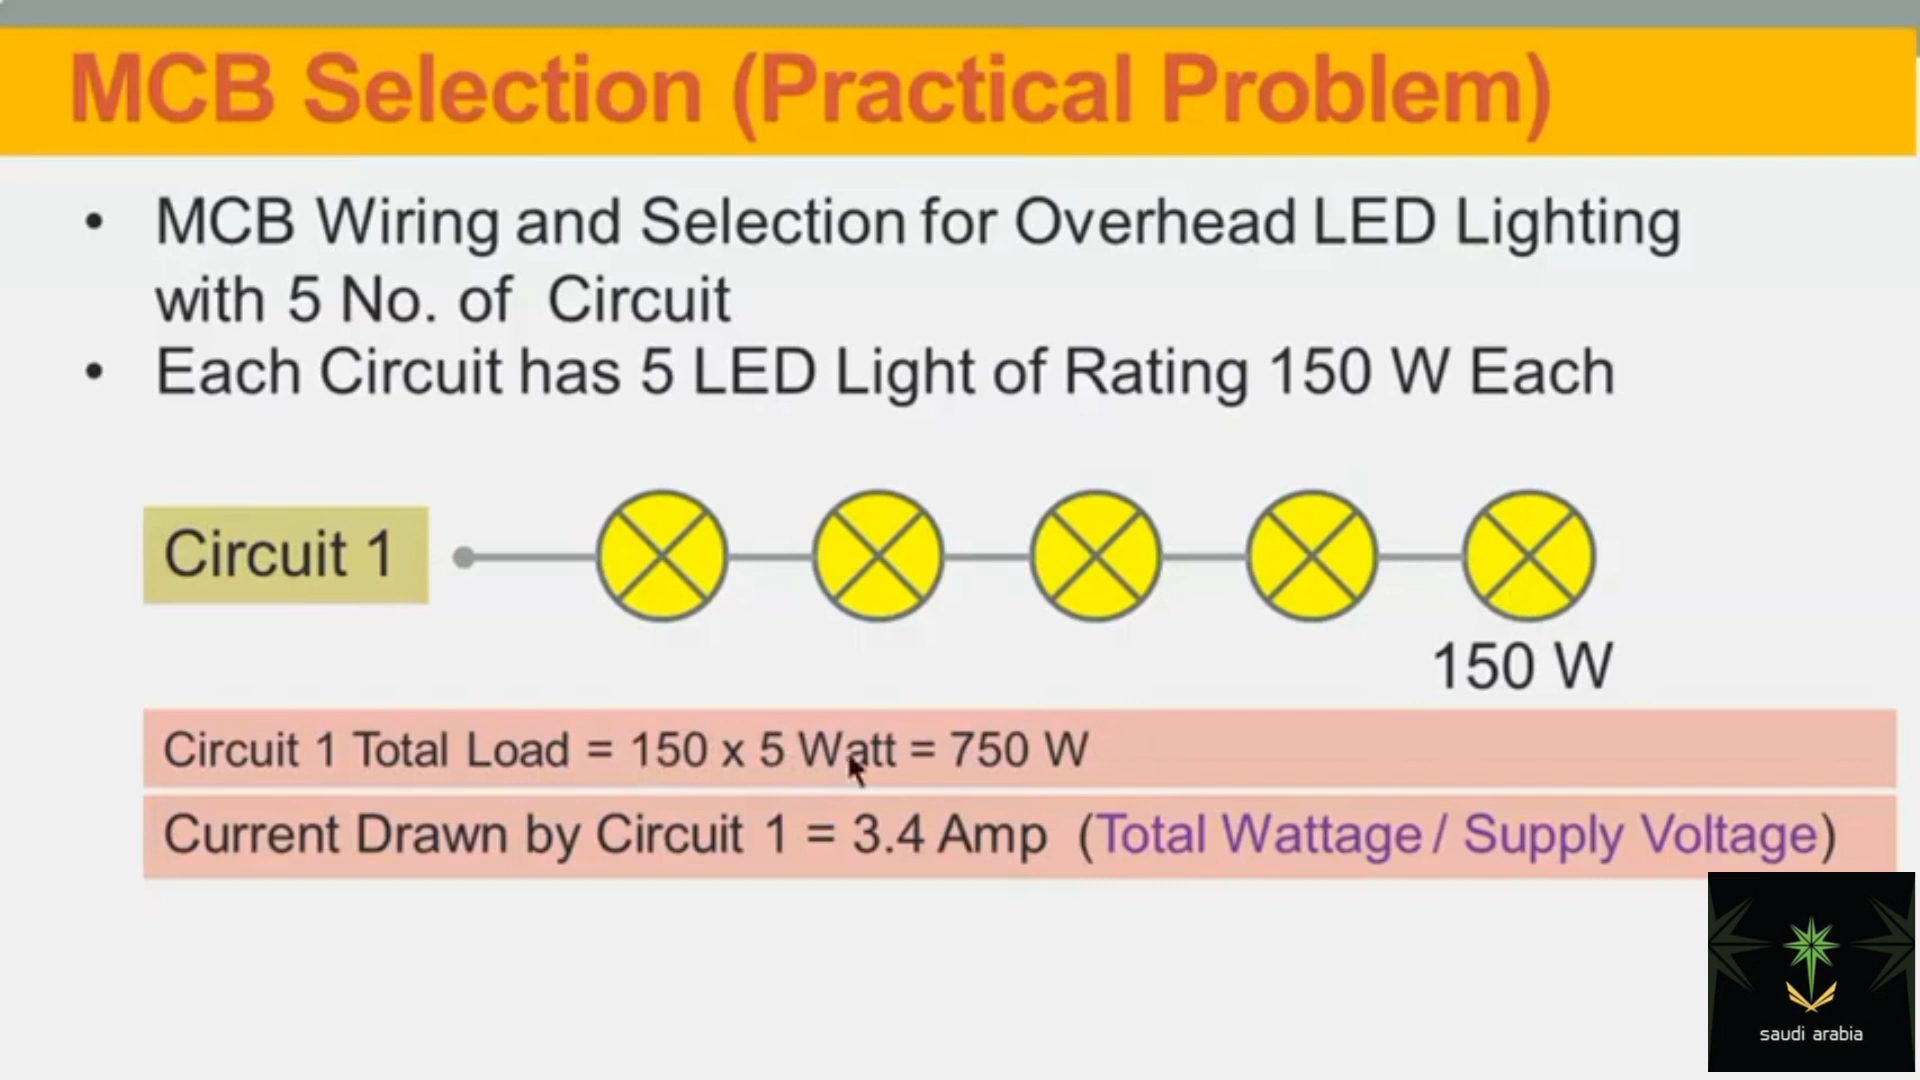 MCB Selection (Practical Problem)
• MCB Wiring and Selection for Overhead LED Lighting
with 5 No. of Circuit
• Each Circuit has 5 LED Light of Rating 150 W Each
Circuit 1
150 W
Circuit 1 Total Load = 150 x 5 Watt = 750 W
Current Drawn by Circuit 1 = 3.4 Amp (Total Wattage / Supply Voltage)
saudi arabia